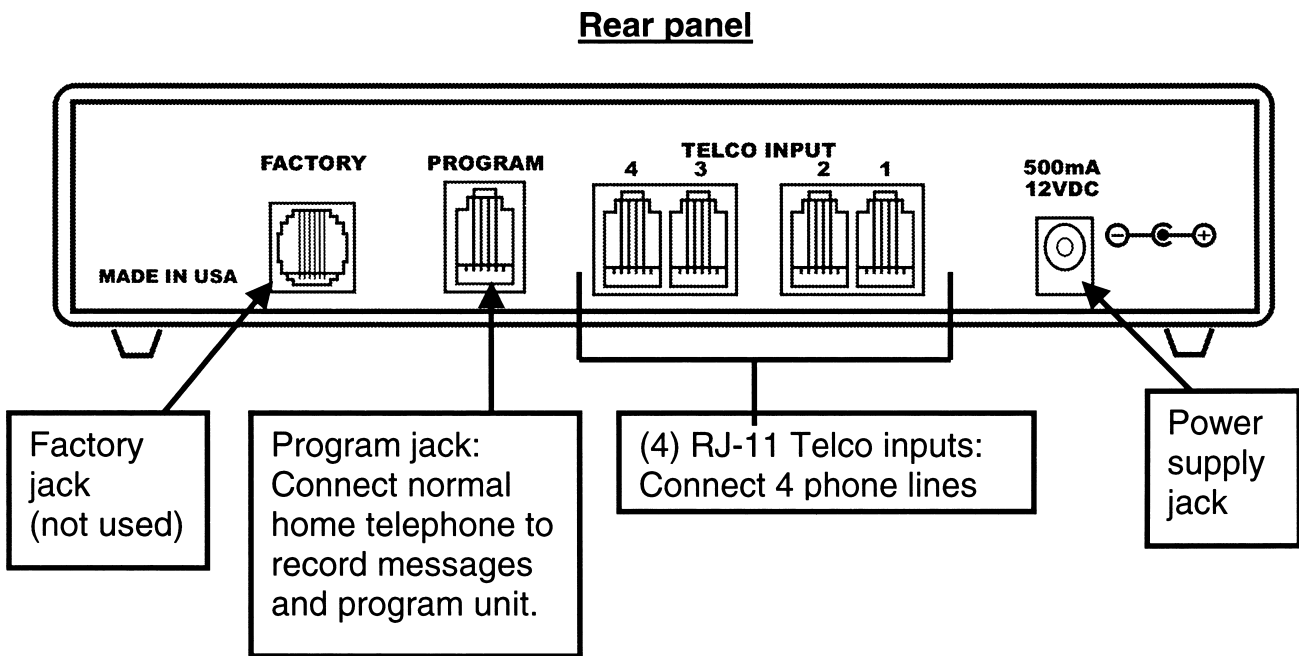 Rear panel
FACTORY
PROGRAM
TELCO INPUT
4 3 2 1
500mA
12VDC
MADE IN USA
Factory
jack
(not used)
Program jack:
Connect normal
home telephone to
record messages
and program unit.
(4) RJ-11 Telco inputs:
Connect 4 phone lines
Power
supply
jack